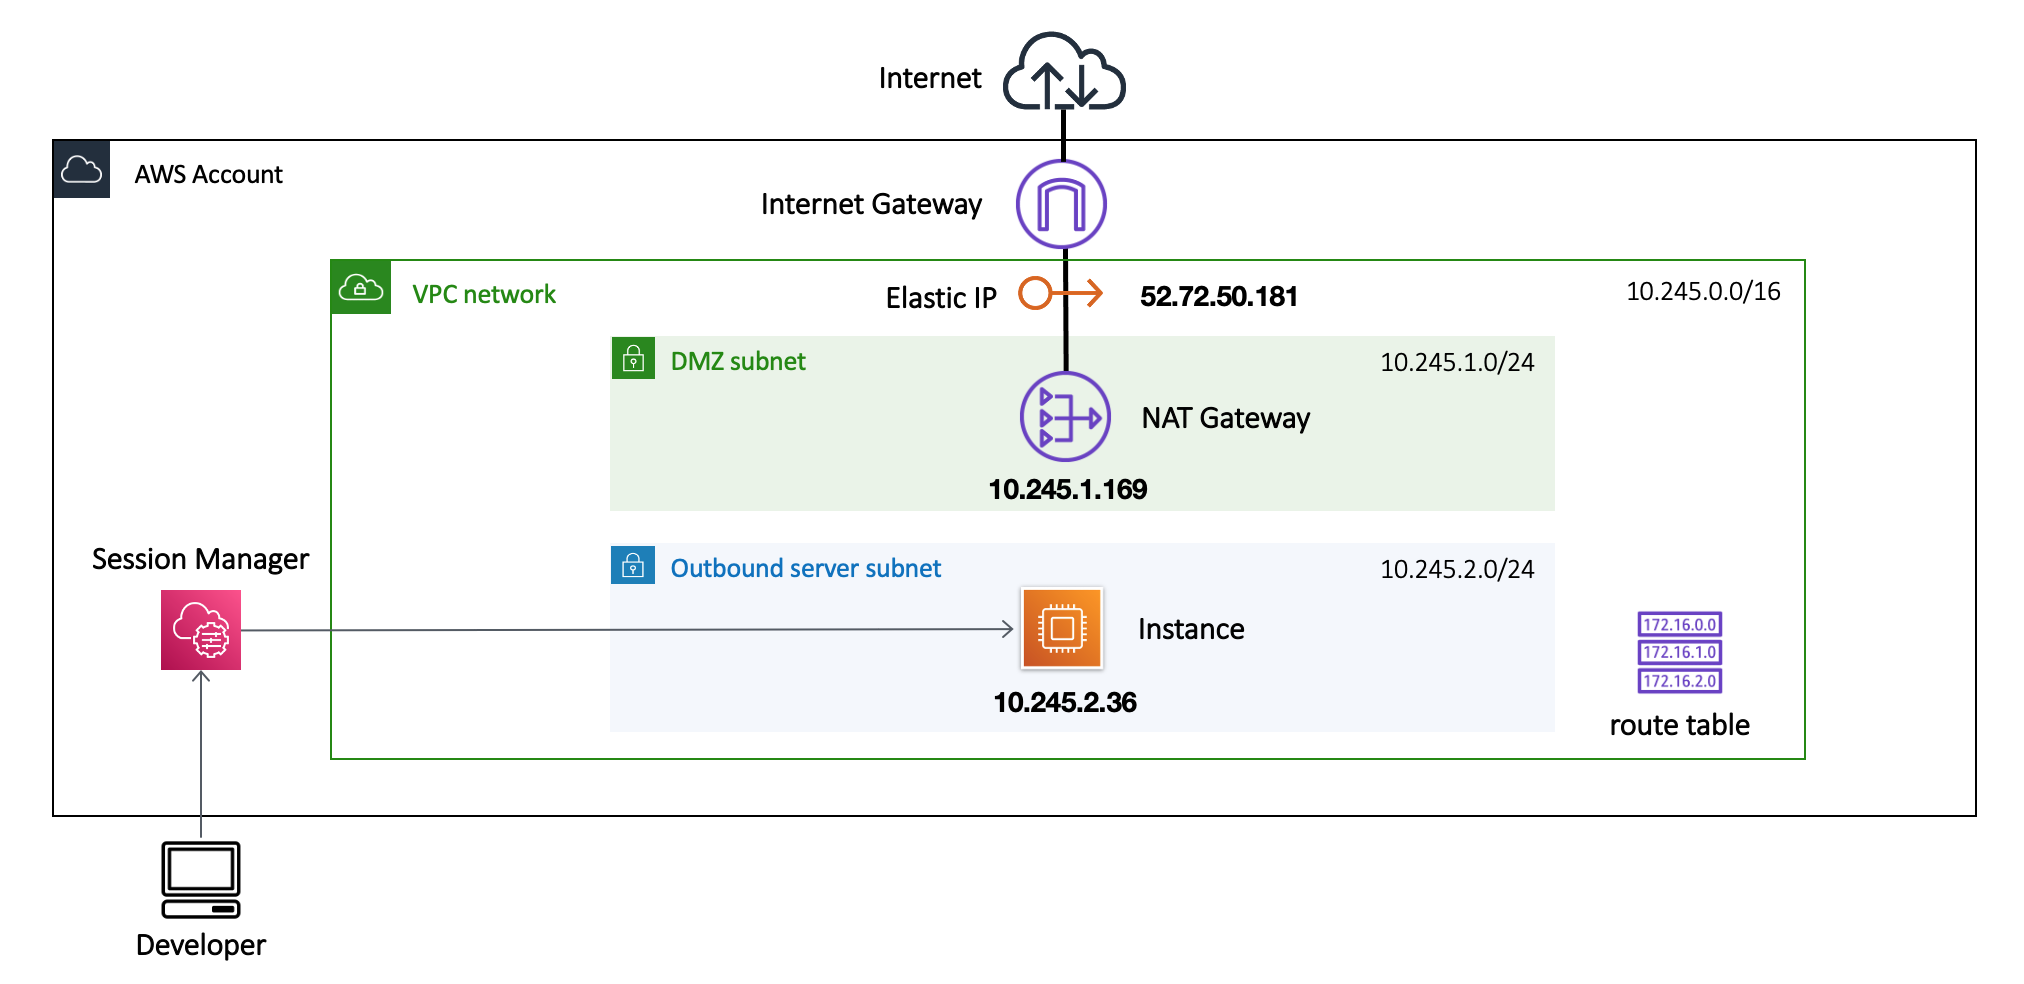 Internet
AWS Account
Internet Gateway
VPC network
Elastic IP
52.72.50.181
10.245.0.0/16
DMZ subnet
10.245.1.0/24
NAT Gateway
10.245.1.169
Session Manager
Outbound server subnet
10.245.2.0/24
Instance
10.245.2.36
172.16.0.0
172.16.1.0
172.16.2.0
route table
Developer